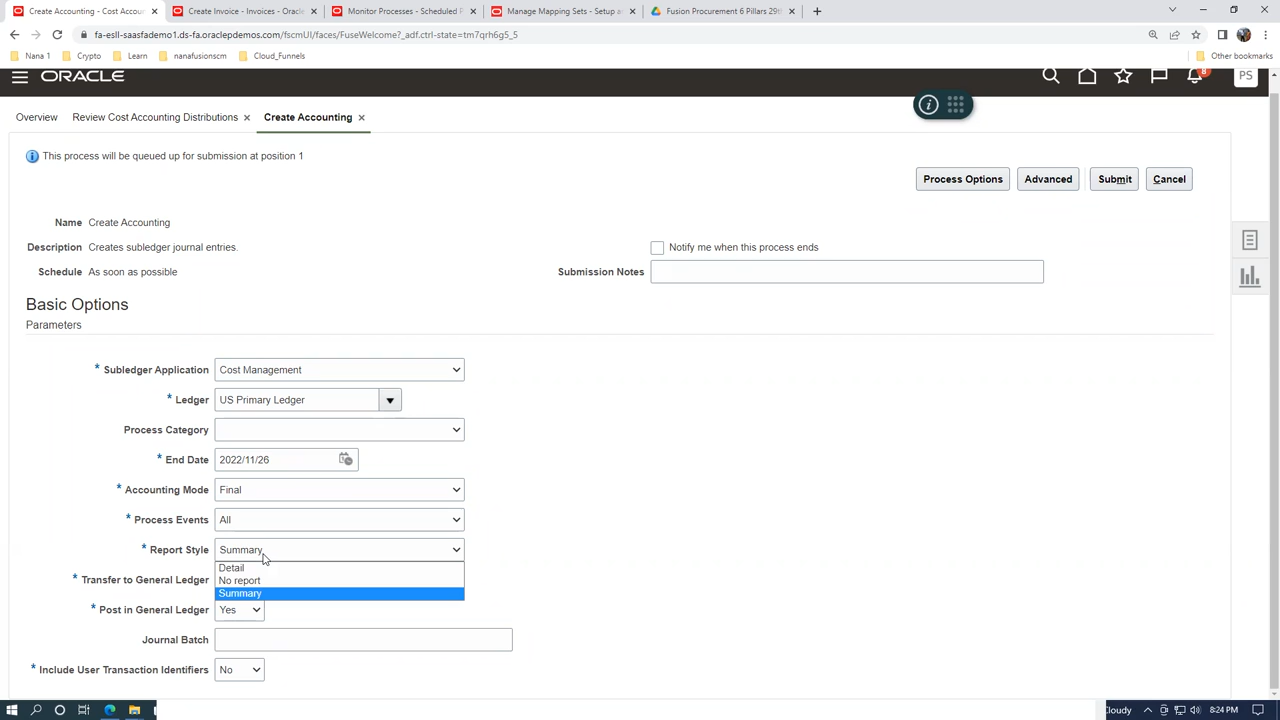 Create Accounting - Cost Accou
Create Invoice - Invoices - Oracle
Monitor Processes - Scheduled P
Manage Mapping Sets - Setup a
Fusion Procurement 6 Pillars 29th
fa-esll-saasfademo1.ds-fa.oraclepdemos.com/fscmUI/faces/FuseWelcome?_adf.ctrl-state=tm7qrh6g5_5
Nana 1
Crypto
Learn
nanafusionscm
Cloud_Funnels
Other bookmarks
ORACLE
8
PS
Overview
Review Cost Accounting Distributions
Create Accounting
This process will be queued up for submission at position 1
Process Options
Advanced
Submit
Cancel
Name Create Accounting
Description Creates subledger journal entries.
Notify me when this process ends
Schedule As soon as possible
Submission Notes
Basic Options
Parameters
* Subledger Application Cost Management
* Ledger US Primary Ledger
Process Category
* End Date 2022/11/26
* Accounting Mode Final
* Process Events All
* Report Style Summary
Detail
No report
Summary
* Transfer to General Ledger
* Post in General Ledger Yes
Journal Batch
* Include User Transaction Identifiers No
Cloudy
8:24 PM